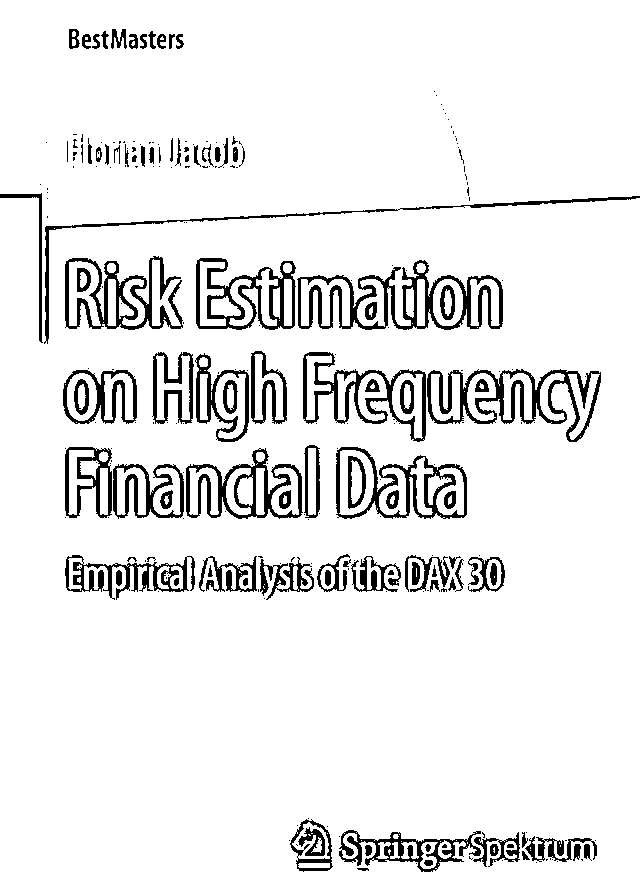 BestMasters
Florian Jacob
Risk Estimation
on High Frequency
Financial Data
Empirical Analysis of the DAX 30
Springer Spektrum